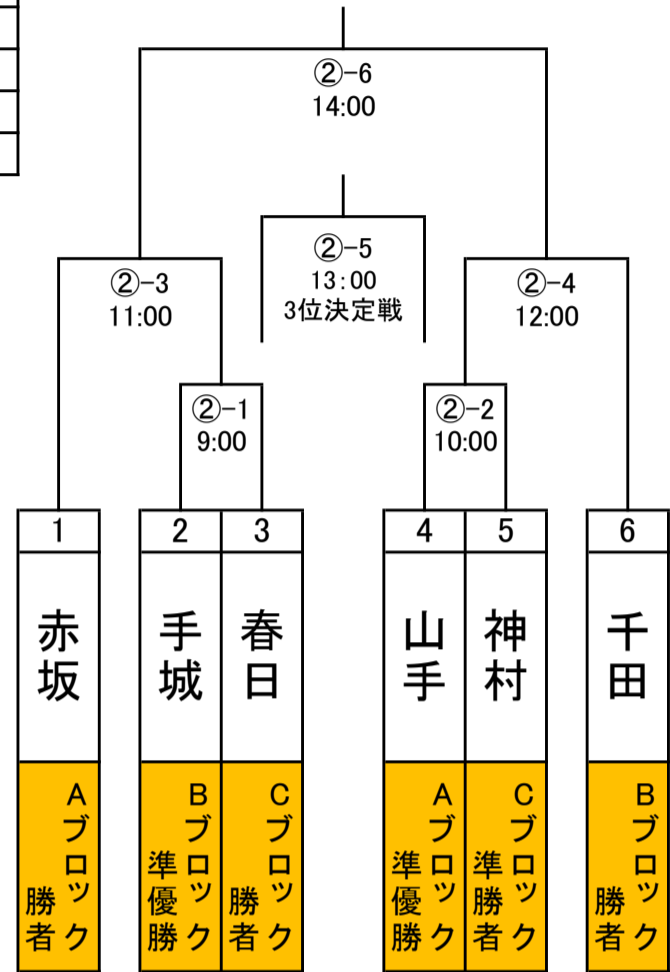 ②-6
14:00
②-5
13:00
3位決定戦
②-3
11:00
②-4
12:00
②-1
9:00
②-2
10:00
1
2
3
4
5
6
赤坂
手城
春日
山手
神村
千田
Aブロック
勝者
Bブロック
準優勝
Cブロック
勝者
Aブロック
準優勝
Cブロック
準勝者
Bブロック
勝者